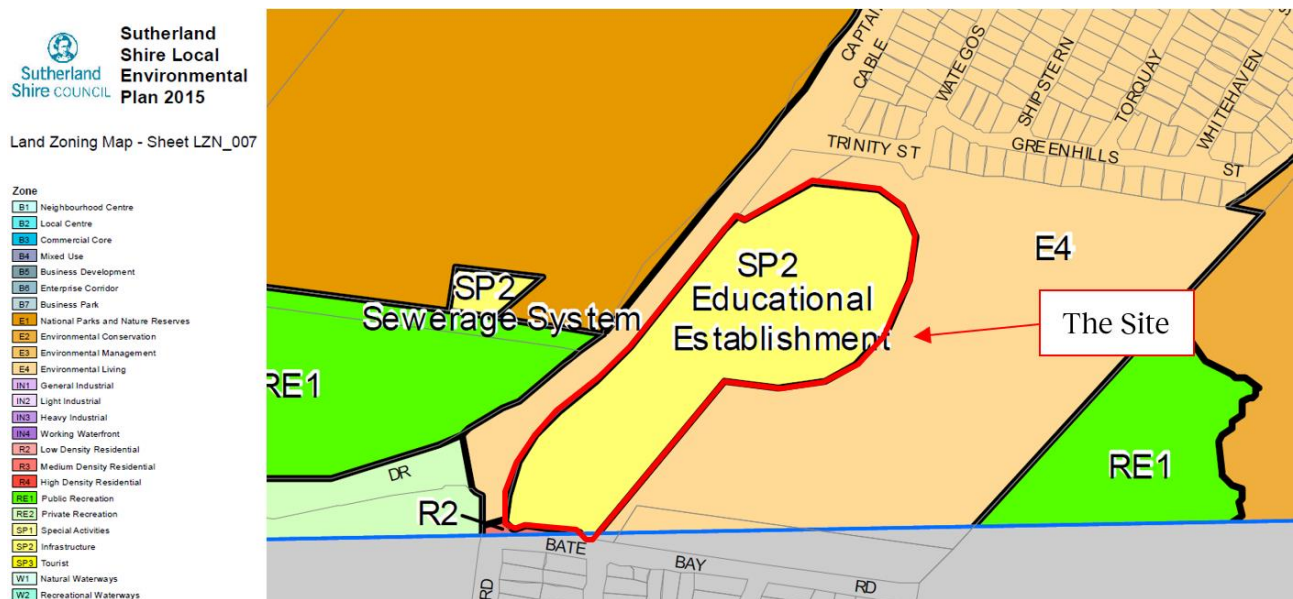 Sutherland
Shire COUNCIL
Sutherland
Shire Local
Environmental
Plan 2015
Land Zoning Map - Sheet LZN_007
Zone
B1 Neighbourhood Centre
B2 Local Centre
B3 Commercial Core
B4 Mixed Use
B5 Business Development
B6 Enterprise Corridor
B7 Business Park
E1 National Parks and Nature Reserves
E2 Environmental Conservation
E3 Environmental Management
E4 Environmental Living
IN1 General Industrial
IN2 Light Industrial
IN3 Heavy Industrial
IN4 Working Waterfront
R2 Low Density Residential
R3 Medium Density Residential
R4 High Density Residential
RE1 Public Recreation
RE2 Private Recreation
SP1 Special Activities
SP2 Infrastructure
SP3 Tourist
W1 Natural Waterways
W2 Recreational Waterways
CABLE
WATEGOS
SHIPSTERN
TORQUAY
WHITEHAVEN
TRINITY ST
GREENHILLS
ST
E4
SP2
Educational
Establishment
The Site
SP2
Sewerage System
RE1
RE1
DR
R2
BATE
BAY
RD
RD